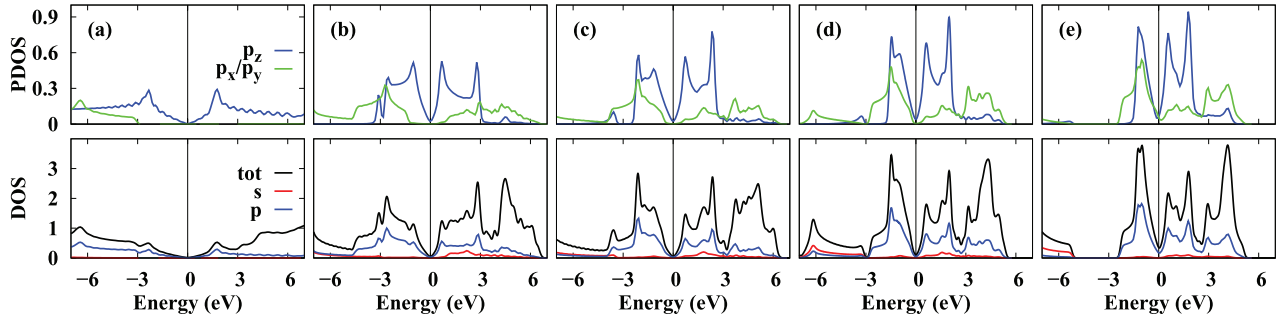 (a) (b) (c) (d) (e)
PDOS
0.9
0.6
0.3
0
p_z
p_x/p_y
DOS
3
2
1
0
tot
s
p
−6 −3 0 3 6 −6 −3 0 3 6 −6 −3 0 3 6 −6 −3 0 3 6 −6 −3 0 3 6
Energy (eV) Energy (eV) Energy (eV) Energy (eV) Energy (eV)